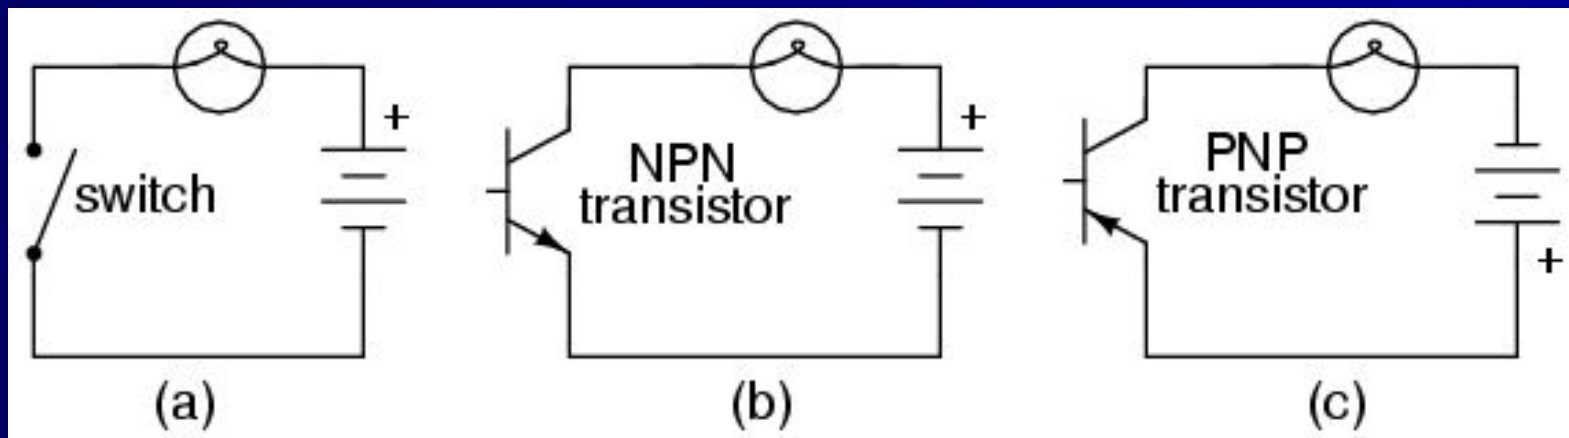 +
switch
(a)
+
NPN
transistor
(b)
PNP
transistor
+
(c)